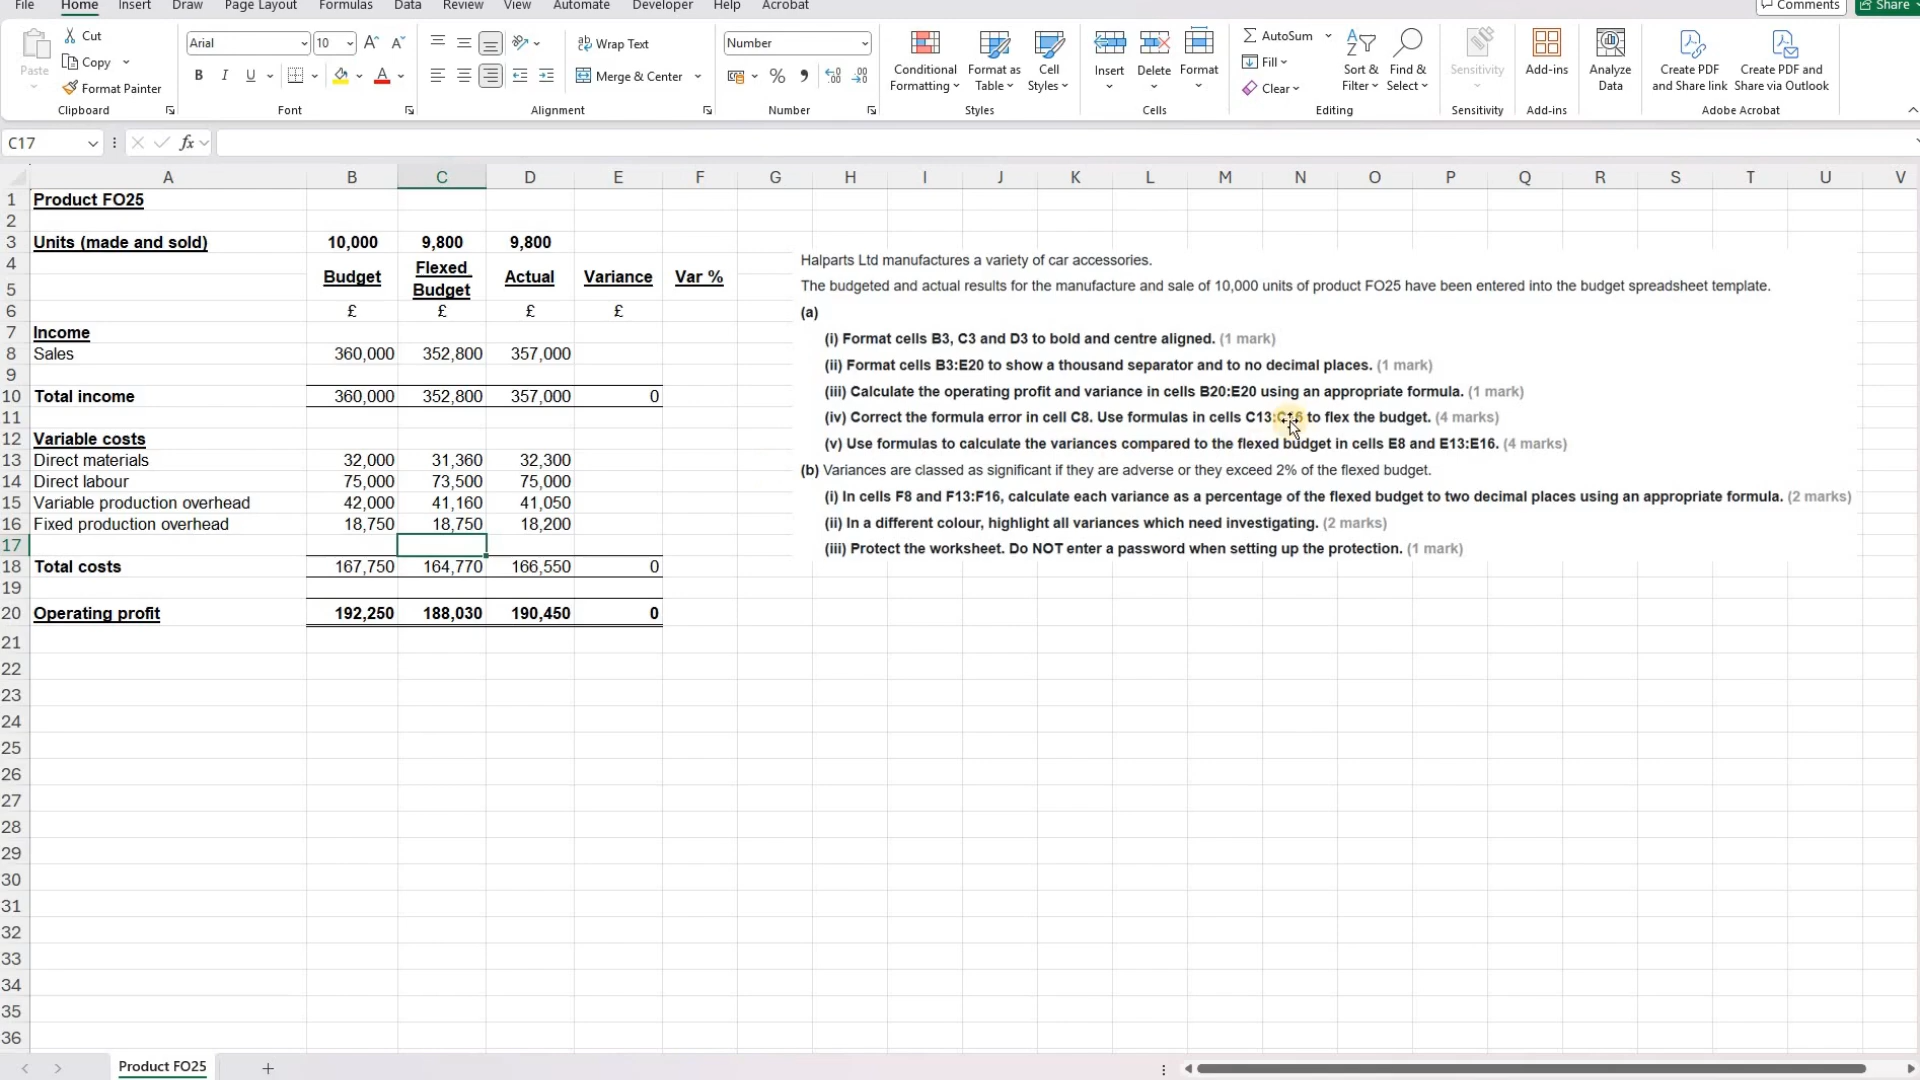 File Home Insert Draw Page Layout Formulas Data Review View Automate Developer Help Acrobat Comments Share
Paste Cut Copy Format Painter Clipboard
Arial 10 B I U Font
Wrap Text Merge & Center Alignment
Number % Number
Conditional Formatting Format as Table Cell Styles Styles
Insert Delete Format Cells
AutoSum Fill Clear Sort & Filter Find & Select Editing
Sensitivity Sensitivity
Add-ins Add-ins
Analyze Data
Create PDF and Share link Create PDF and Share via Outlook Adobe Acrobat
C17 fx
A B C D E F G H I J K L M N O P Q R S T U V
1 Product FO25
2
3 Units (made and sold) 10,000 9,800 9,800
4
5 Budget Flexed Budget Actual Variance Var %
6 £ £ £ £
7 Income
8 Sales 360,000 352,800 357,000
9
10 Total income 360,000 352,800 357,000 0
11
12 Variable costs
13 Direct materials 32,000 31,360 32,300
14 Direct labour 75,000 73,500 75,000
15 Variable production overhead 42,000 41,160 41,050
16 Fixed production overhead 18,750 18,750 18,200
17
18 Total costs 167,750 164,770 166,550 0
19
20 Operating profit 192,250 188,030 190,450 0
21
22
23
24
25
26
27
28
29
30
31
32
33
34
35
36
Halparts Ltd manufactures a variety of car accessories.
The budgeted and actual results for the manufacture and sale of 10,000 units of product FO25 have been entered into the budget spreadsheet template.
(a)
(i) Format cells B3, C3 and D3 to bold and centre aligned. (1 mark)
(ii) Format cells B3:E20 to show a thousand separator and to no decimal places. (1 mark)
(iii) Calculate the operating profit and variance in cells B20:E20 using an appropriate formula. (1 mark)
(iv) Correct the formula error in cell C8. Use formulas in cells C13:C16 to flex the budget. (4 marks)
(v) Use formulas to calculate the variances compared to the flexed budget in cells E8 and E13:E16. (4 marks)
(b) Variances are classed as significant if they are adverse or they exceed 2% of the flexed budget.
(i) In cells F8 and F13:F16, calculate each variance as a percentage of the flexed budget to two decimal places using an appropriate formula. (2 marks)
(ii) In a different colour, highlight all variances which need investigating. (2 marks)
(iii) Protect the worksheet. Do NOT enter a password when setting up the protection. (1 mark)
Product FO25